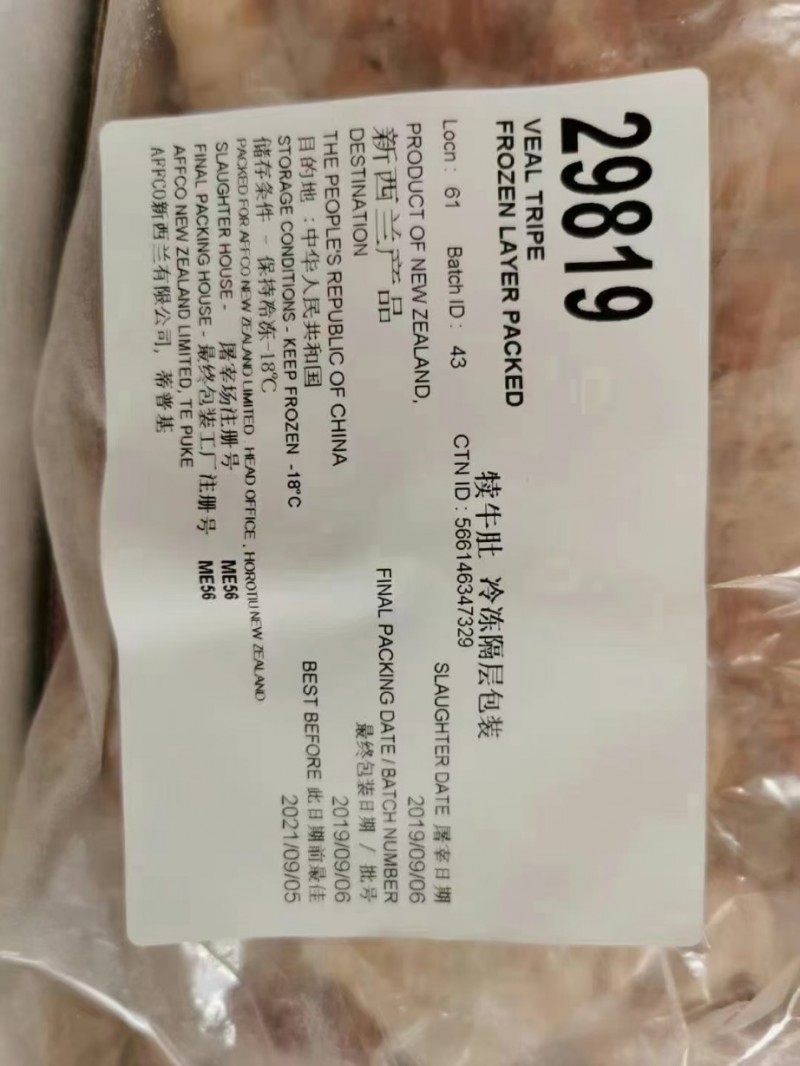 29819
VEAL TRIPE
FROZEN LAYER PACKED
犊牛肚 冷冻隔层包装
Locn : 61 Batch ID : 43 CTN ID : 566146347329
SLAUGHTER DATE 屠宰日期
2019/09/06
PRODUCT OF NEW ZEALAND,
新西兰产品
FINAL PACKING DATE / BATCH NUMBER
最终包装日期 / 批号
2019/09/06
DESTINATION
THE PEOPLE'S REPUBLIC OF CHINA
目的地 : 中华人民共和国
BEST BEFORE 此日期前最佳
2021/09/05
STORAGE CONDITIONS - KEEP FROZEN -18°C
储存条件 - 保持冷冻-18℃
PACKED FOR AFFCO NEW ZEALAND LIMITED . HEAD OFFICE , HOROTIU NEW ZEALAND
SLAUGHTER HOUSE - 屠宰场注册号 ME56
FINAL PACKING HOUSE - 最终包装工厂注册号 ME56
AFFCO NEW ZEALAND LIMITED, TE PUKE
AFFCO新西兰有限公司, 蒂普基